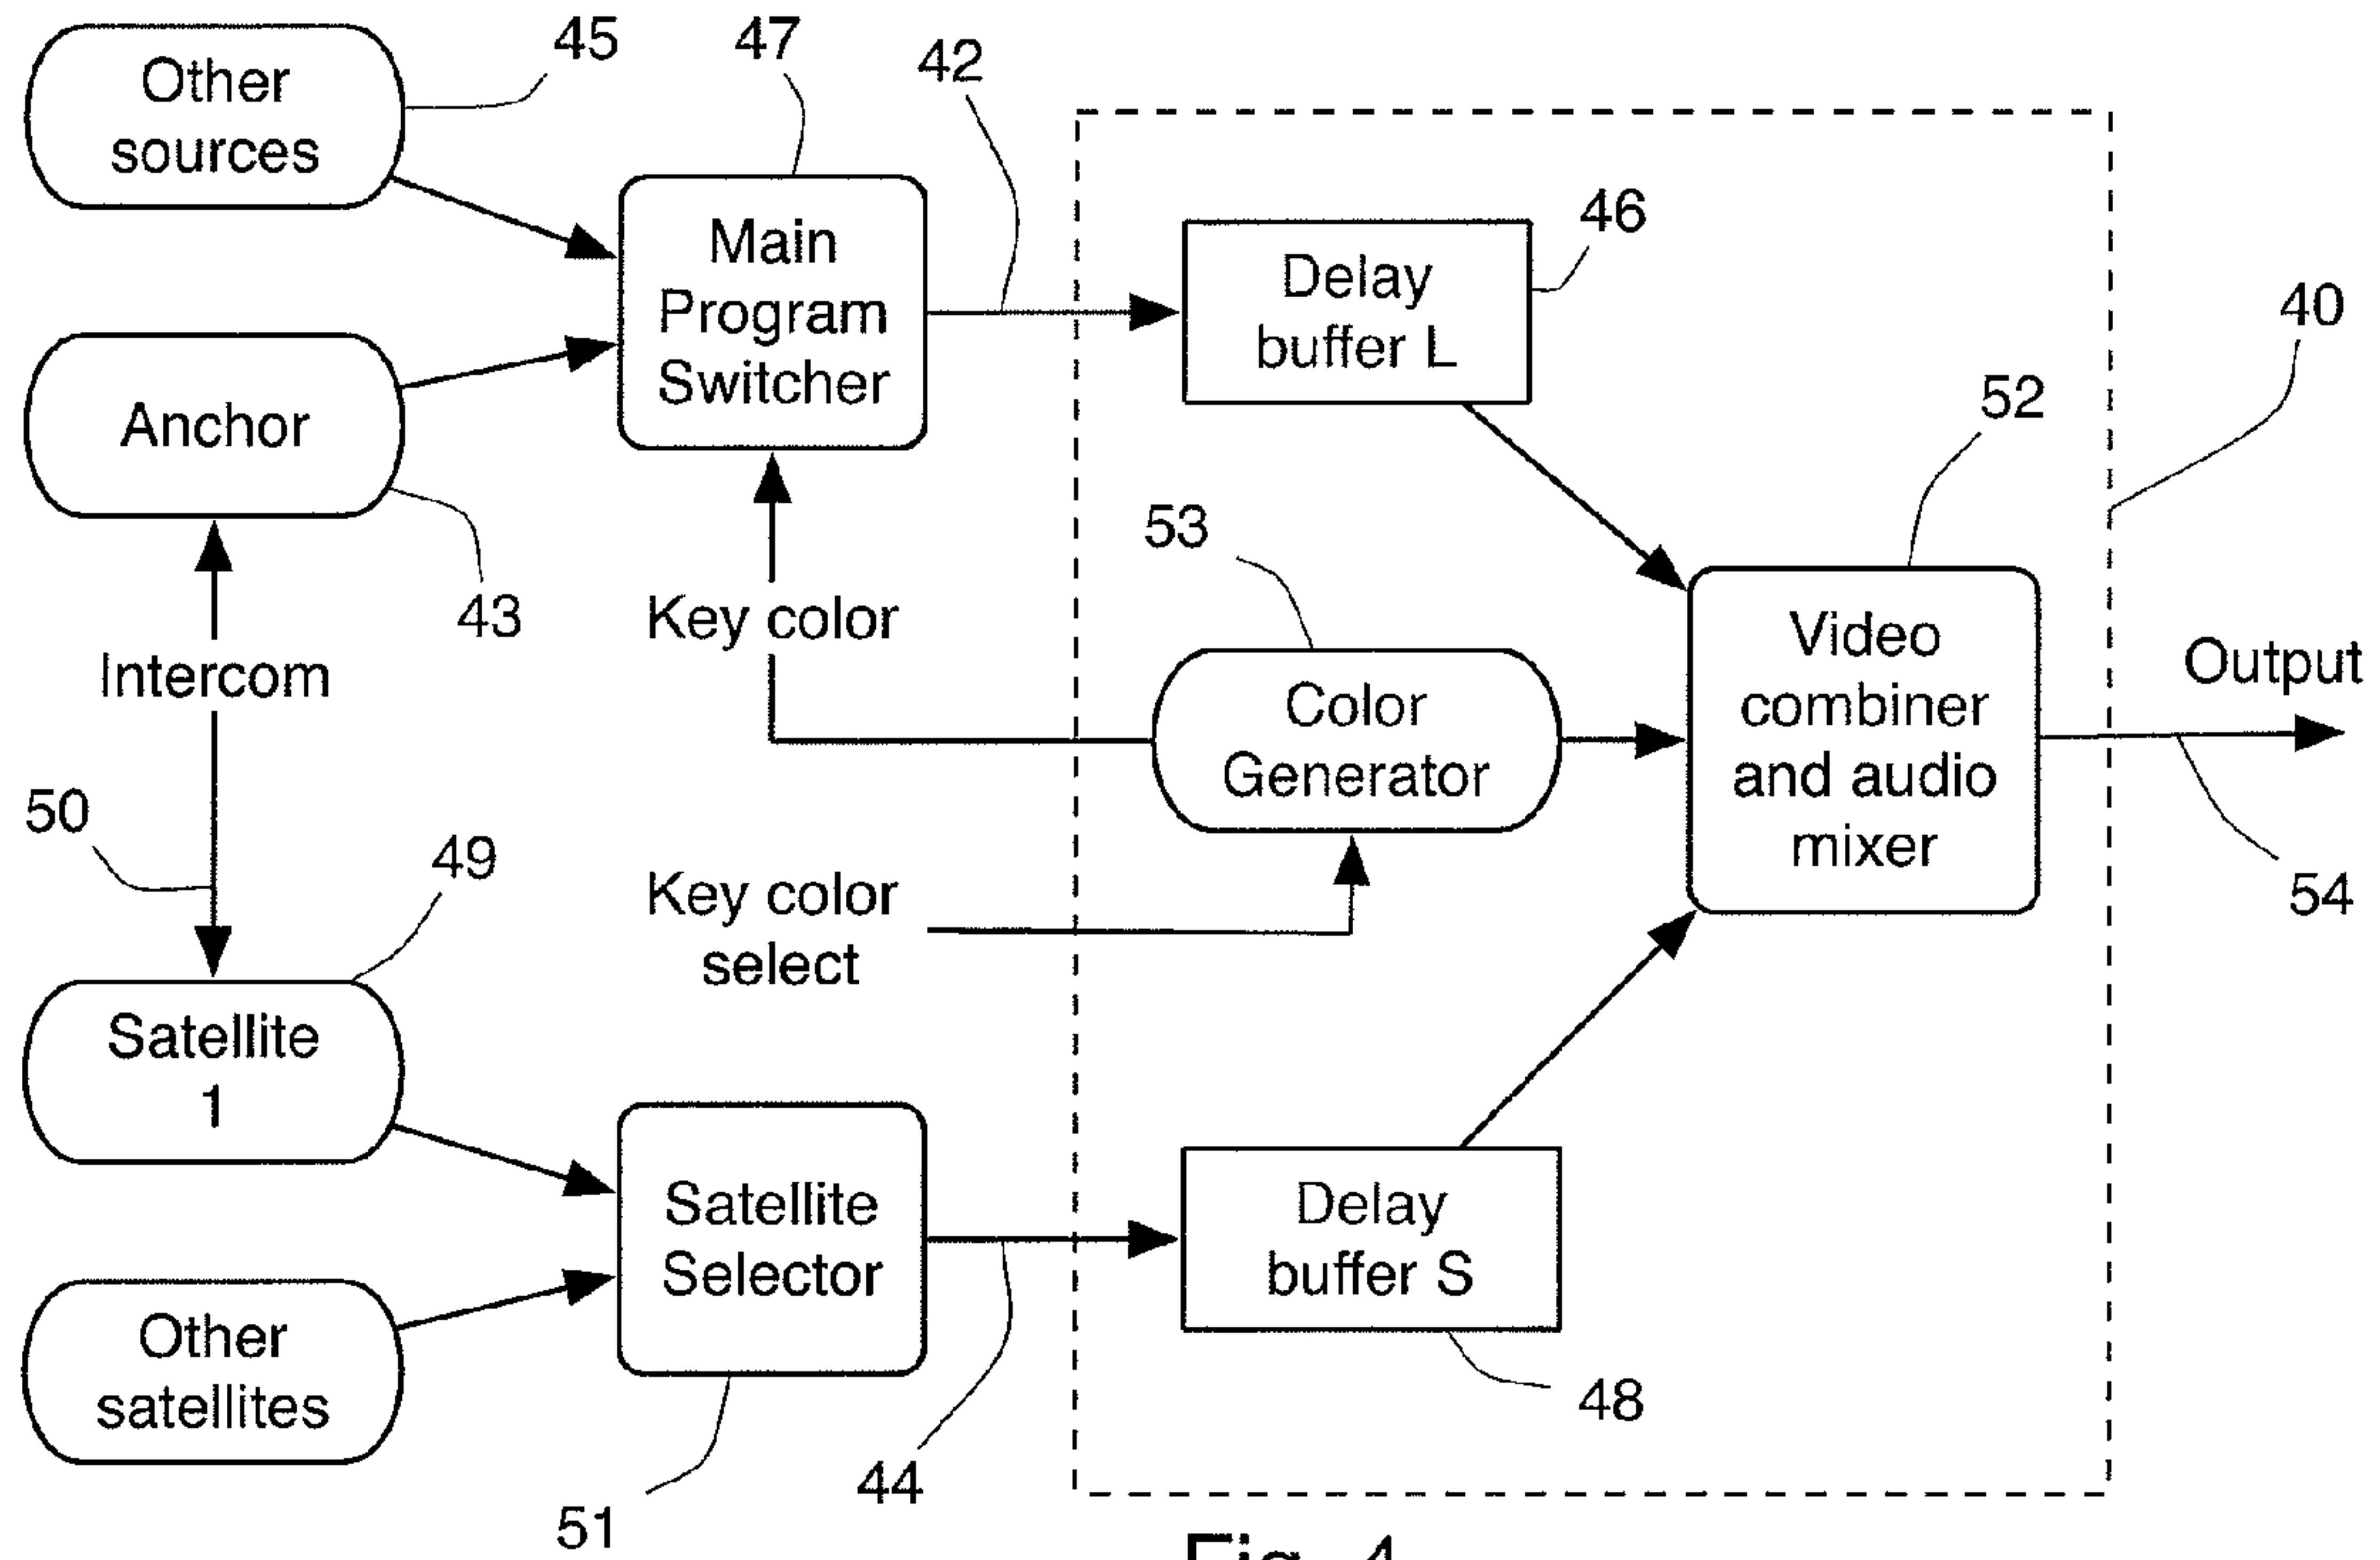 45
47
42
Other
sources
Main
Program
Switcher
46
Delay
buffer L
40
52
Anchor
43
53
Key color
Intercom
Color
Generator
Video
combiner
and audio
mixer
Output
54
50
49
Key color
select
Satellite
1
Satellite
Selector
Delay
buffer S
Other
satellites
48
44
51
Fig. 4